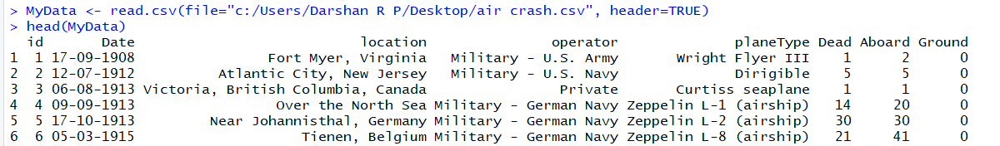 > MyData <- read.csv(file="c:/Users/Darshan R P/Desktop/air crash.csv", header=TRUE)
> head(MyData)
  id       Date                           location                operator             planeType Dead Aboard Ground
1  1 17-09-1908                Fort Myer, Virginia    Military - U.S. Army      Wright Flyer III    1      2      0
2  2 12-07-1912          Atlantic City, New Jersey    Military - U.S. Navy             Dirigible    5      5      0
3  3 06-08-1913 Victoria, British Columbia, Canada                 Private      Curtiss seaplane    1      1      0
4  4 09-09-1913                 Over the North Sea Military - German Navy Zeppelin L-1 (airship)   14     20      0
5  5 17-10-1913         Near Johannisthal, Germany Military - German Navy Zeppelin L-2 (airship)   30     30      0
6  6 05-03-1915                    Tienen, Belgium Military - German Navy Zeppelin L-8 (airship)   21     41      0